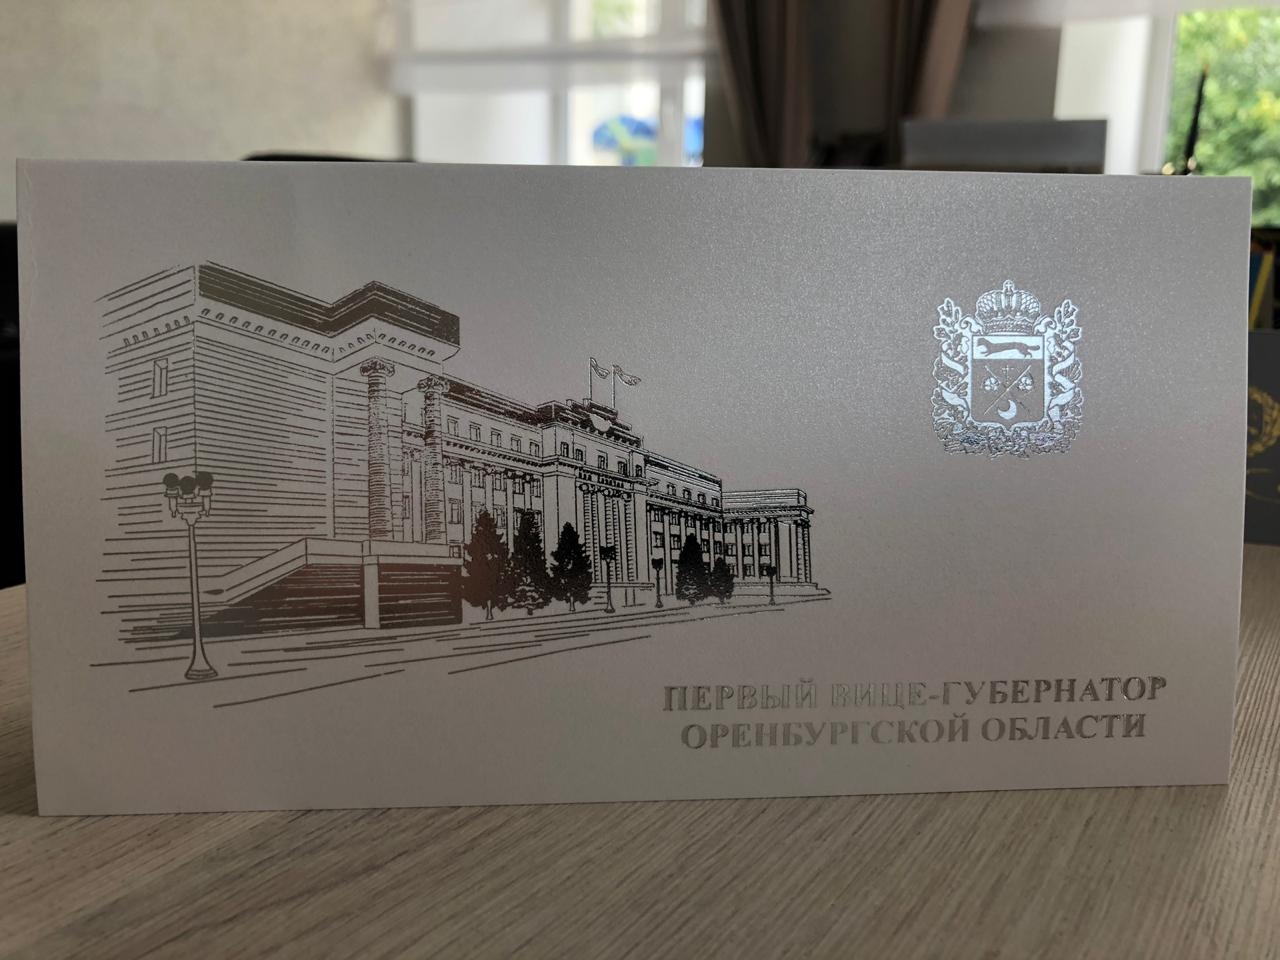 ПЕРВЫЙ ВИЦЕ-ГУБЕРНАТОР
ОРЕНБУРГСКОЙ ОБЛАСТИ